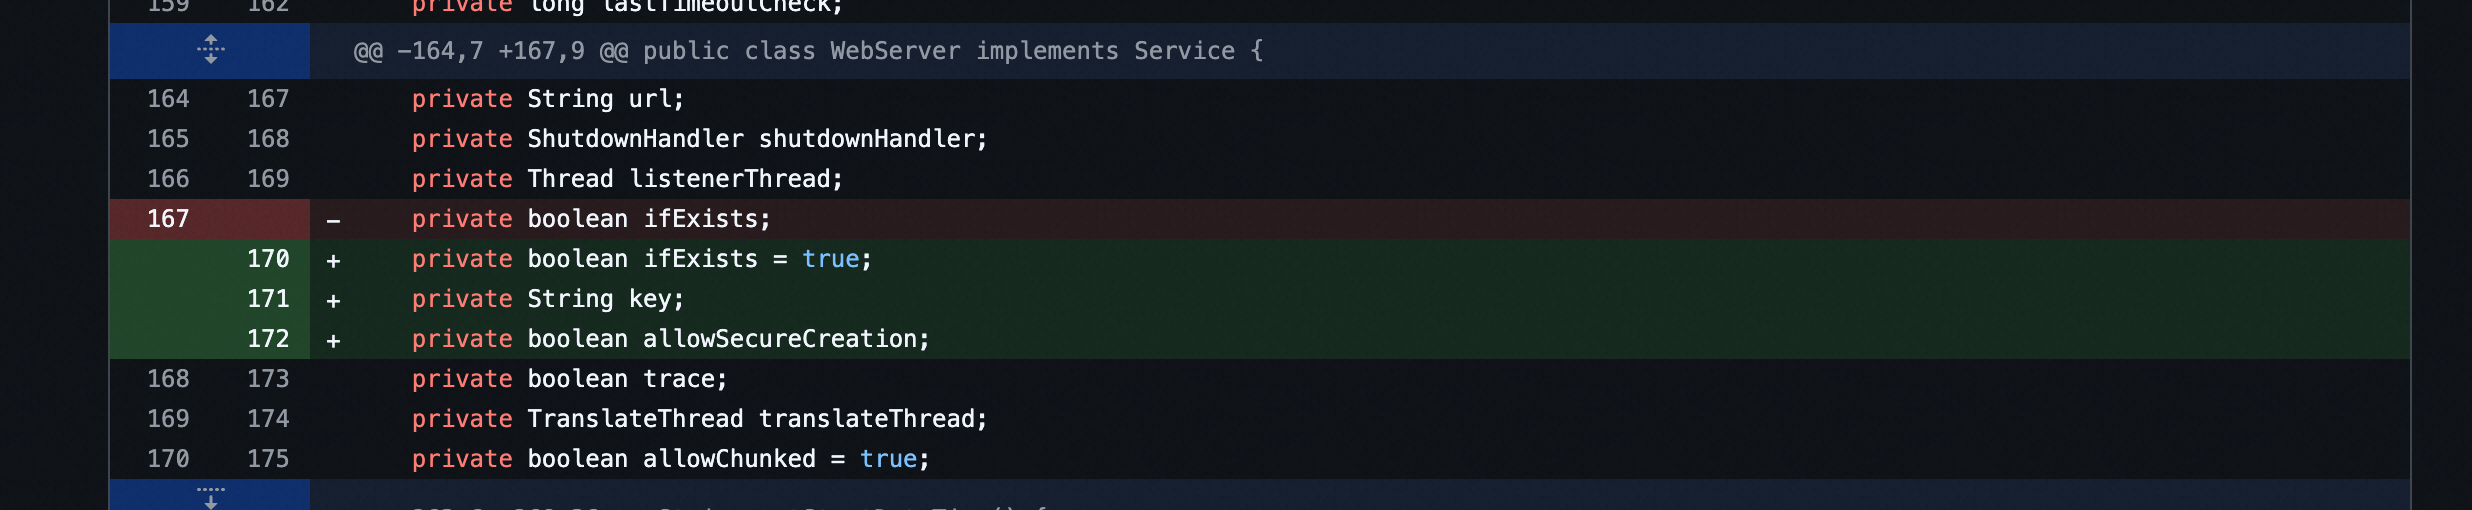 159 162 private long lastTimeoutCheck;
@@ -164,7 +167,9 @@ public class WebServer implements Service {
164 167 private String url;
165 168 private ShutdownHandler shutdownHandler;
166 169 private Thread listenerThread;
167 - private boolean ifExists;
170 + private boolean ifExists = true;
171 + private String key;
172 + private boolean allowSecureCreation;
168 173 private boolean trace;
169 174 private TranslateThread translateThread;
170 175 private boolean allowChunked = true;